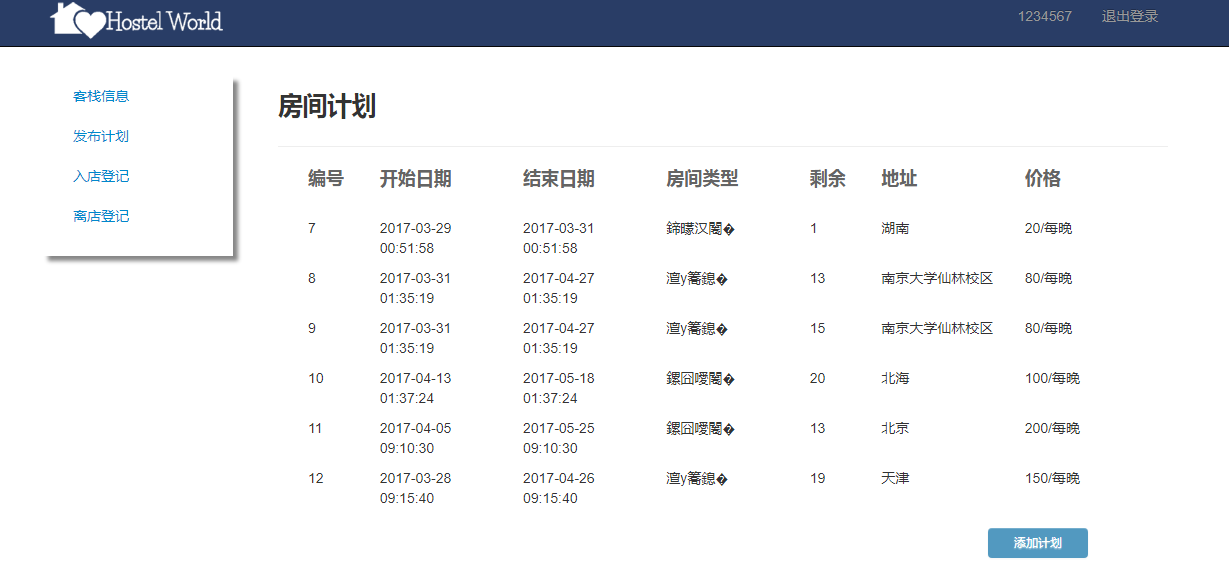 Hostel World
1234567 退出登录
客栈信息
发布计划
入店登记
离店登记
房间计划
编号 开始日期 结束日期 房间类型 剩余 地址 价格
7 2017-03-29 2017-03-31 鍗曚汉闂� 1 湖南 20/每晚
00:51:58 00:51:58
8 2017-03-31 2017-04-27 澶у簥鎴� 13 南京大学仙林校区 80/每晚
01:35:19 01:35:19
9 2017-03-31 2017-04-27 澶у簥鎴� 15 南京大学仙林校区 80/每晚
01:35:19 01:35:19
10 2017-04-13 2017-05-18 鏍囧噯闂� 20 北海 100/每晚
01:37:24 01:37:24
11 2017-04-05 2017-05-25 鏍囧噯闂� 13 北京 200/每晚
09:10:30 09:10:30
12 2017-03-28 2017-04-26 澶у簥鎴� 19 天津 150/每晚
09:15:40 09:15:40
添加计划